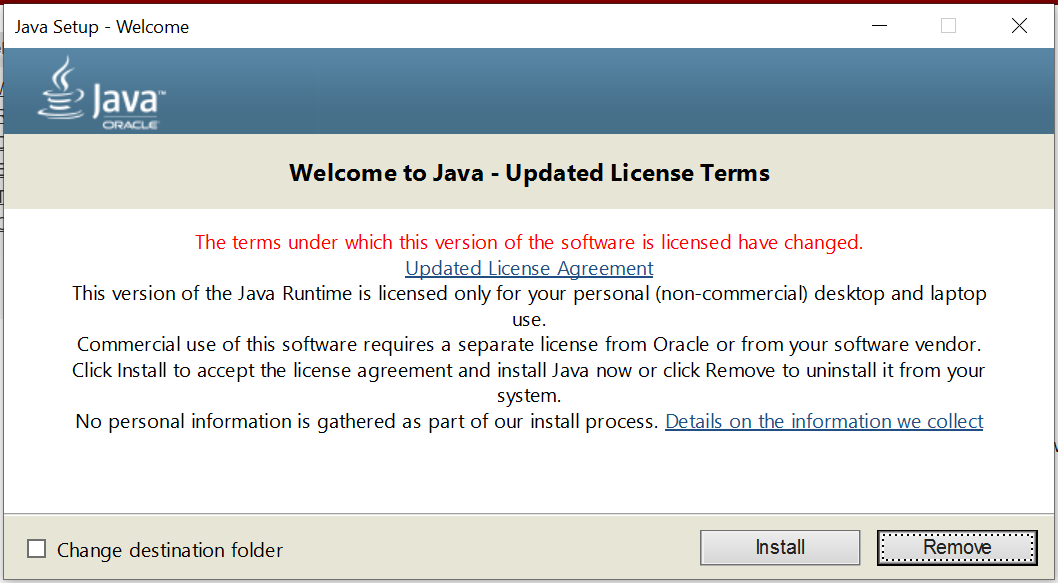 Java Setup - Welcome
Java™
ORACLE
Welcome to Java - Updated License Terms
The terms under which this version of the software is licensed have changed.
Updated License Agreement
This version of the Java Runtime is licensed only for your personal (non-commercial) desktop and laptop
use.
Commercial use of this software requires a separate license from Oracle or from your software vendor.
Click Install to accept the license agreement and install Java now or click Remove to uninstall it from your
system.
No personal information is gathered as part of our install process. Details on the information we collect
Change destination folder
Install
Remove